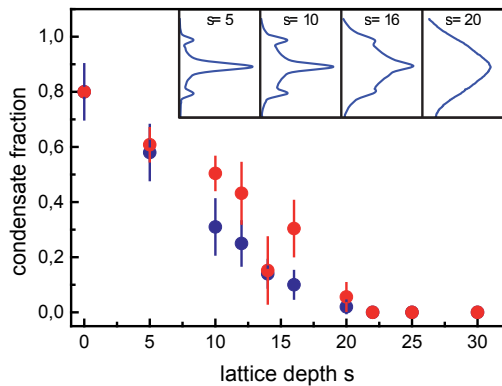 s= 5 s= 10 s= 16 s= 20
1,0
0,8
0,6
0,4
0,2
0,0
condensate fraction
0 5 10 15 20 25 30
lattice depth s